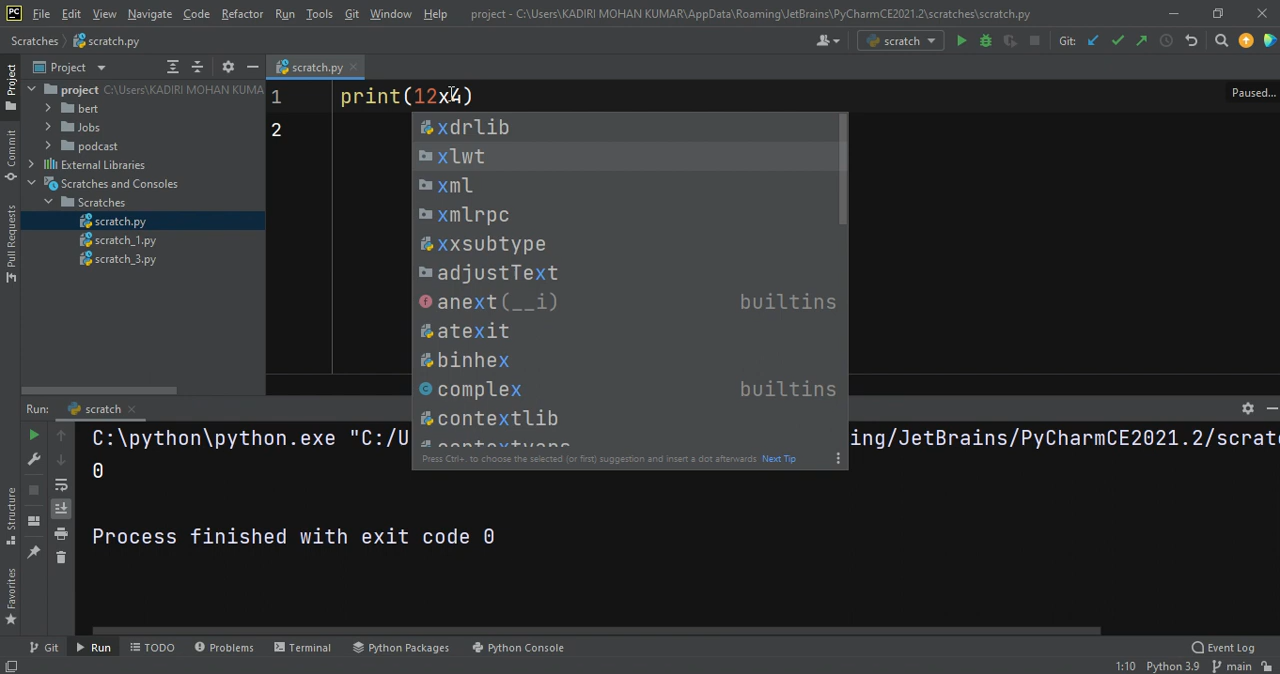 PC File Edit View Navigate Code Refactor Run Tools Git Window Help project - C:\Users\KADIRI MOHAN KUMAR\AppData\Roaming\JetBrains\PyCharmCE2021.2\scratches\scratch.py
Scratches scratch.py scratch Git:
Project scratch.py
project C:\Users\KADIRI MOHAN KUMA
bert
Jobs
podcast
External Libraries
Scratches and Consoles
Scratches
scratch.py
scratch_1.py
scratch_3.py
Project
Commit
Pull Requests
Structure
Favorites
1 print(12x4)
2
Paused...
xdrlib
xlwt
xml
xmlrpc
xxsubtype
adjustText
anext(__i) builtins
atexit
binhex
complex builtins
contextlib
Press Ctrl+. to choose the selected (or first) suggestion and insert a dot afterwards Next Tip
Run: scratch
C:\python\python.exe "C:/U ing/JetBrains/PyCharmCE2021.2/scrat
0
Process finished with exit code 0
Git Run TODO Problems Terminal Python Packages Python Console Event Log
1:10 Python 3.9 main